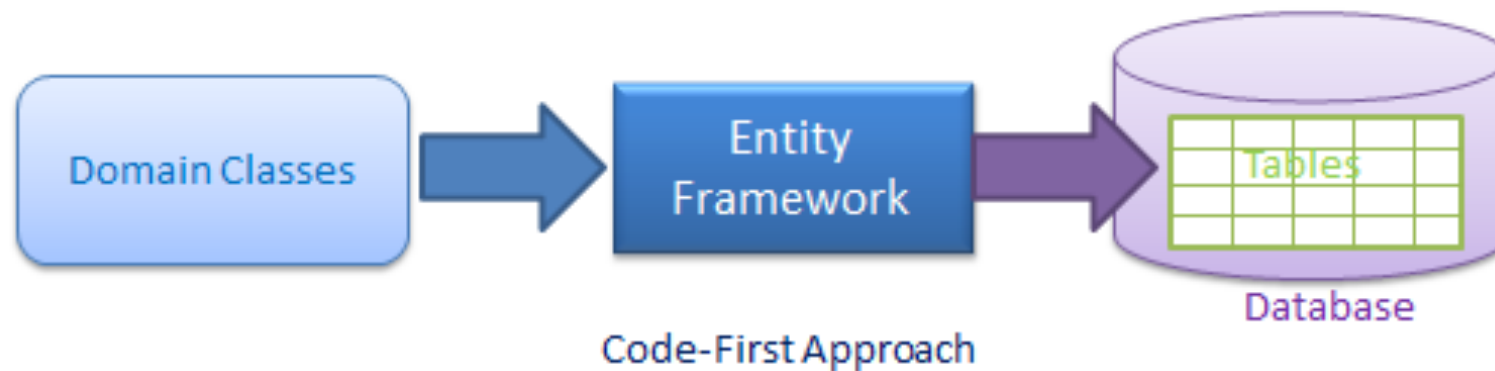 Domain Classes
Entity
Framework
Tables
Database
Code-First Approach